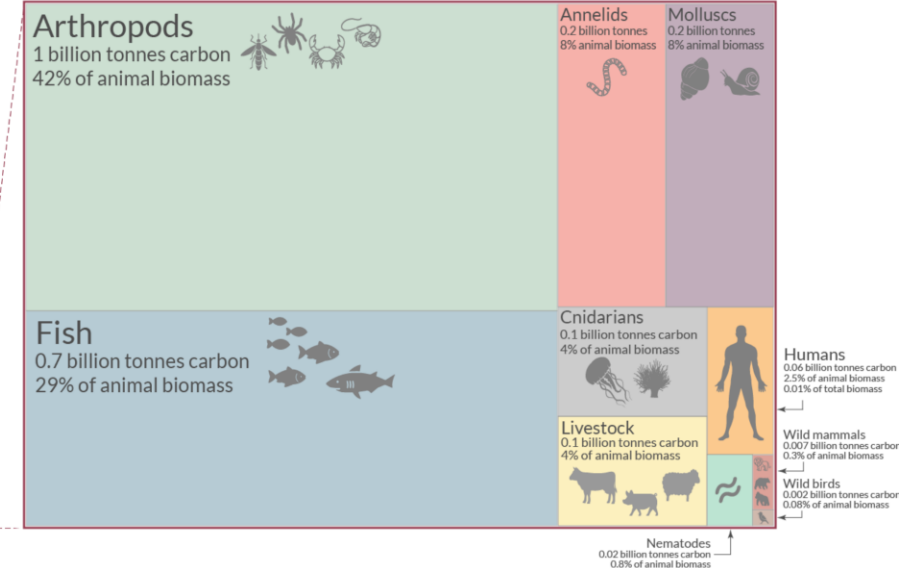 Arthropods
1 billion tonnes carbon
42% of animal biomass
Annelids
0.2 billion tonnes
8% animal biomass
Molluscs
0.2 billion tonnes
8% animal biomass
Fish
0.7 billion tonnes carbon
29% of animal biomass
Cnidarians
0.1 billion tonnes carbon
4% of animal biomass
Livestock
0.1 billion tonnes carbon
4% of animal biomass
Humans
0.06 billion tonnes carbon
2.5% of animal biomass
0.01% of total biomass
Wild mammals
0.007 billion tonnes carbon
0.3% of animal biomass
Wild birds
0.002 billion tonnes carbon
0.08% of animal biomass
Nematodes
0.02 billion tonnes carbon
0.8% of animal biomass